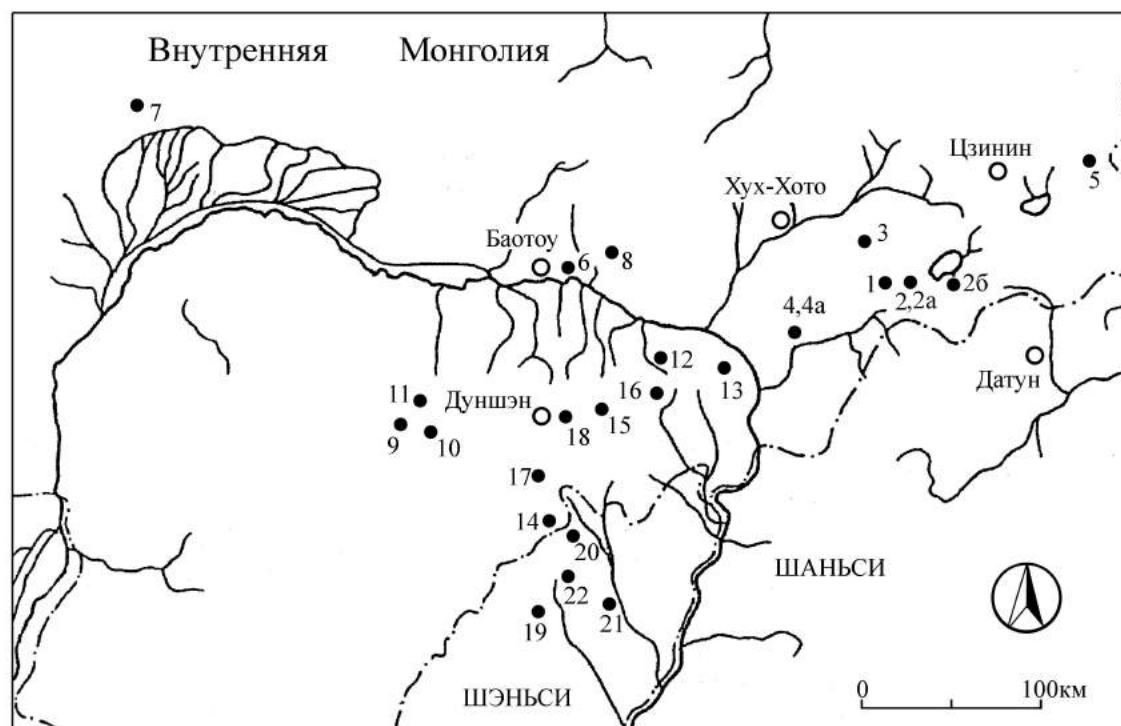 Внутренняя Монголия
7
Цзинин
5
Хух-Хото
3
Баотоу
6
8
1
2,2а
2б
4,4а
12
13
Датун
11
16
Дуншэн
15
18
9
10
17
14
20
ШАНЬСИ
22
21
19
ШЭНЬСИ
0 100км